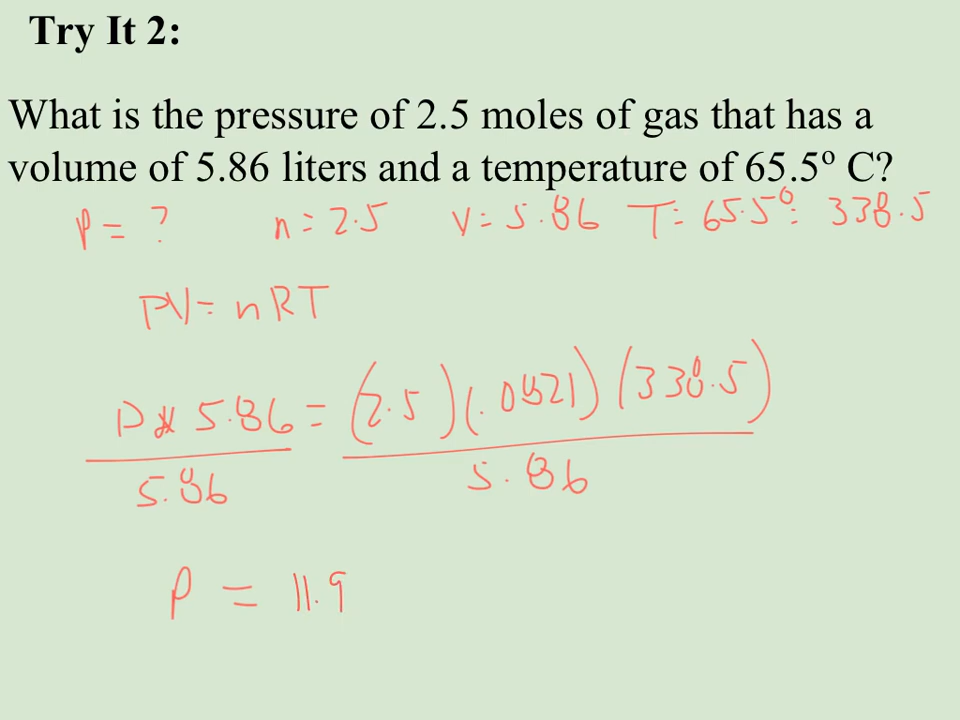 Try It 2:
What is the pressure of 2.5 moles of gas that has a
volume of 5.86 liters and a temperature of 65.5º C?
P = ? n = 2.5 V = 5.86 T = 65.5° = 338.5
PV = nRT
P * 5.86 = (2.5)(.0821)(338.5)
5.86 5.86
P = 11.9